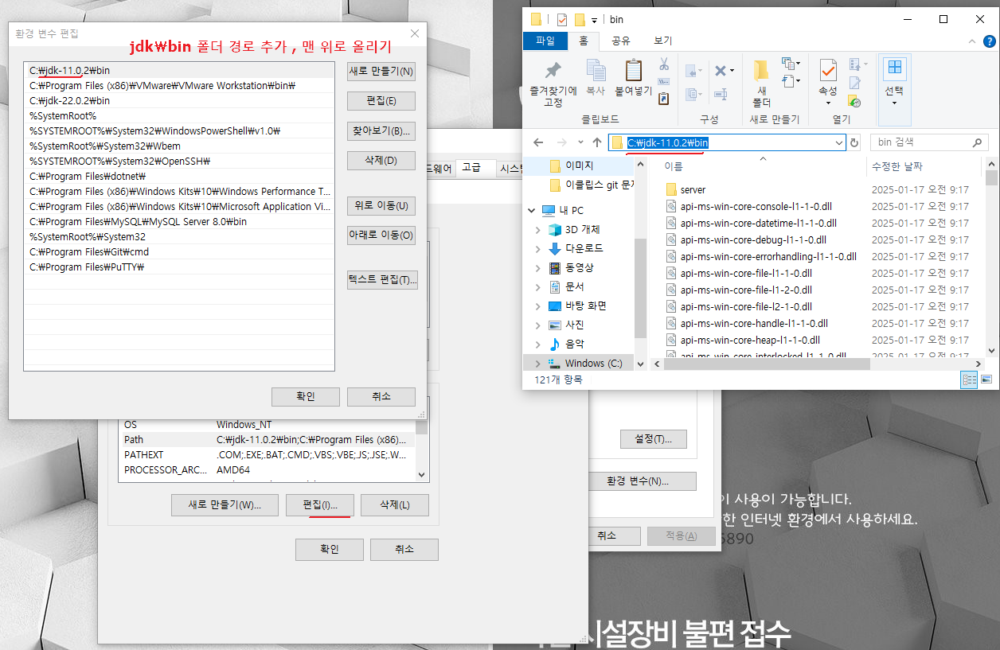 환경 변수 편집
jdk₩bin 폴더 경로 추가 , 맨 위로 올리기
C:₩jdk-11.0.2₩bin
C:₩Program Files (x86)₩VMware₩VMware Workstation₩bin₩
C:₩jdk-22.0.2₩bin
%SystemRoot%
%SYSTEMROOT%₩System32₩WindowsPowerShell₩v1.0₩
%SystemRoot%₩System32₩Wbem
%SYSTEMROOT%₩System32₩OpenSSH₩
C:₩Program Files₩dotnet₩
C:₩Program Files (x86)₩Windows Kits₩10₩Windows Performance T...
C:₩Program Files (x86)₩Windows Kits₩10₩Microsoft Application Vi...
C:₩Program Files₩MySQL₩MySQL Server 8.0₩bin
%SystemRoot%₩System32
C:₩Program Files₩Git₩cmd
C:₩Program Files₩PuTTY₩
새로 만들기(N)
편집(E)
찾아보기(B)...
삭제(D)
위로 이동(U)
아래로 이동(O)
텍스트 편집(T)...
확인
취소
OS Windows_NT
Path C:₩jdk-11.0.2₩bin;C:₩Program Files (x86)...
PATHEXT .COM;.EXE;.BAT;.CMD;.VBS;.VBE;.JS;.JSE;.W...
PROCESSOR_ARC... AMD64
새로 만들기(W)...
편집(I)...
삭제(L)
확인
취소
드웨어
고급
bin
파일
홈
공유
보기
즐겨찾기에 고정
복사
붙여넣기
클립보드
구성
새 폴더
새로 만들기
속성
열기
선택
C:₩jdk-11.0.2₩bin
bin 검색
이미지
이클립스 git 문
내 PC
3D 개체
다운로드
동영상
문서
바탕 화면
사진
음악
Windows (C:)
이름 수정한 날짜
server 2025-01-17 오전 9:17
api-ms-win-core-console-l1-1-0.dll 2025-01-17 오전 9:17
api-ms-win-core-datetime-l1-1-0.dll 2025-01-17 오전 9:17
api-ms-win-core-debug-l1-1-0.dll 2025-01-17 오전 9:17
api-ms-win-core-errorhandling-l1-1-0.dll 2025-01-17 오전 9:17
api-ms-win-core-file-l1-1-0.dll 2025-01-17 오전 9:17
api-ms-win-core-file-l1-2-0.dll 2025-01-17 오전 9:17
api-ms-win-core-file-l2-1-0.dll 2025-01-17 오전 9:17
api-ms-win-core-handle-l1-1-0.dll 2025-01-17 오전 9:17
api-ms-win-core-heap-l1-1-0.dll 2025-01-17 오전 9:17
api-ms-win-core-interlocked-l1-1-0.dll 2025-01-17 오전 9:17
121개 항목
설정(T)...
환경 변수(N)...
취소
적용(A)
이 사용이 가능합니다.
한 인터넷 환경에서 사용하세요.
6890
시설장비 불편 접수